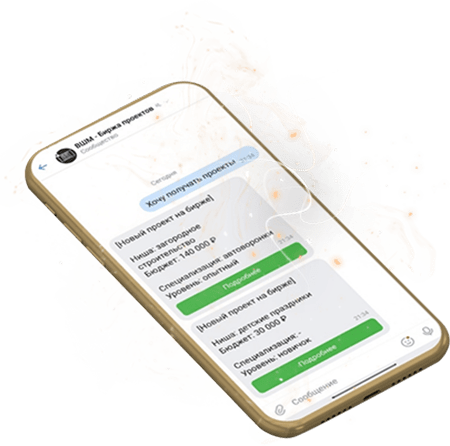 ВШМ - Биржа проектов
Сообщество
Сегодня
Хочу получать проекты 21:34
[Новый проект на бирже]
Ниша: загородное
строительство
Бюджет: 140 000 ₽
Специализация: автоворонки
Уровень: опытный 21:34
Подробнее
[Новый проект на бирже]
Ниша: детские праздники
Бюджет: 30 000 ₽
Специализация: -
Уровень: новичок 21:34
Подробнее
Сообщение